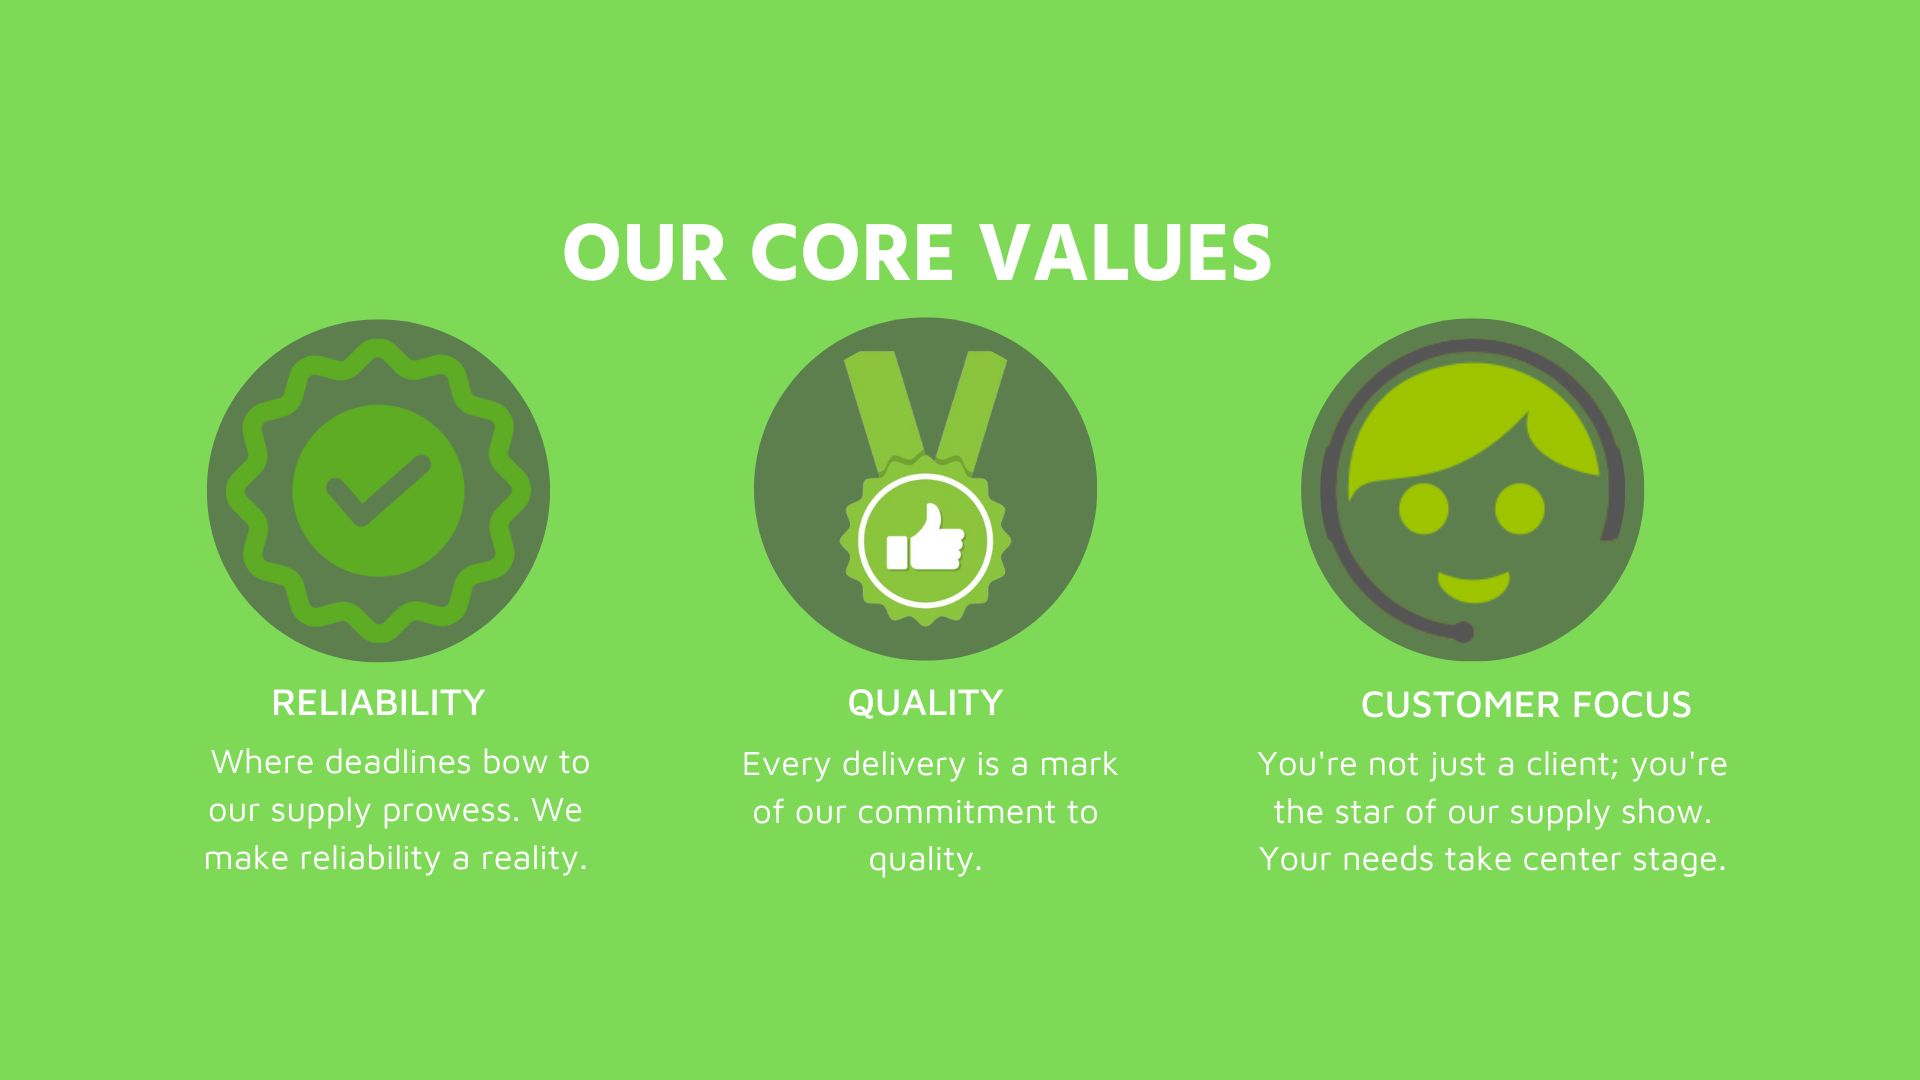 OUR CORE VALUES
RELIABILITY
Where deadlines bow to
our supply prowess. We
make reliability a reality.
QUALITY
Every delivery is a mark
of our commitment to
quality.
CUSTOMER FOCUS
You're not just a client; you're
the star of our supply show.
Your needs take center stage.